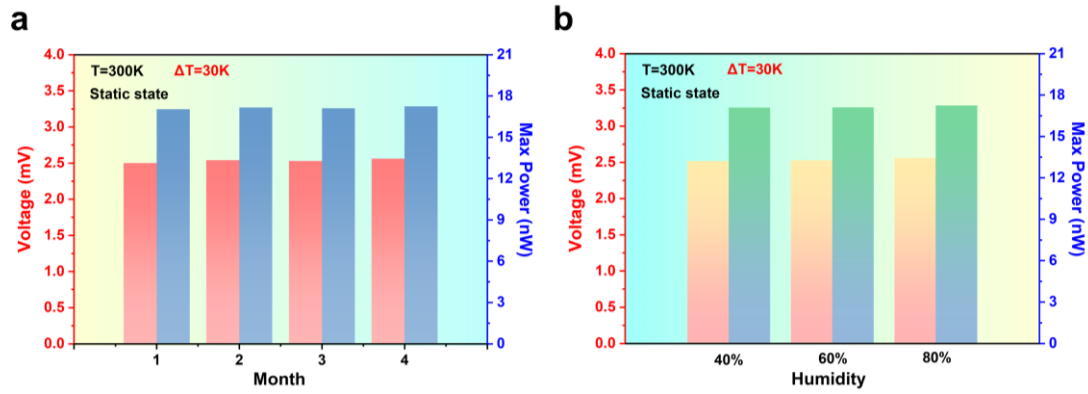 a
T=300K ΔT=30K
Static state
Voltage (mV)
4.0
3.5
3.0
2.5
2.0
1.5
1.0
0.5
0.0
Max Power (nW)
21
18
15
12
9
6
3
0
1 2 3 4
Month
b
T=300K ΔT=30K
Static state
Voltage (mV)
4.0
3.5
3.0
2.5
2.0
1.5
1.0
0.5
0.0
Max Power (nW)
21
18
15
12
9
6
3
0
40% 60% 80%
Humidity